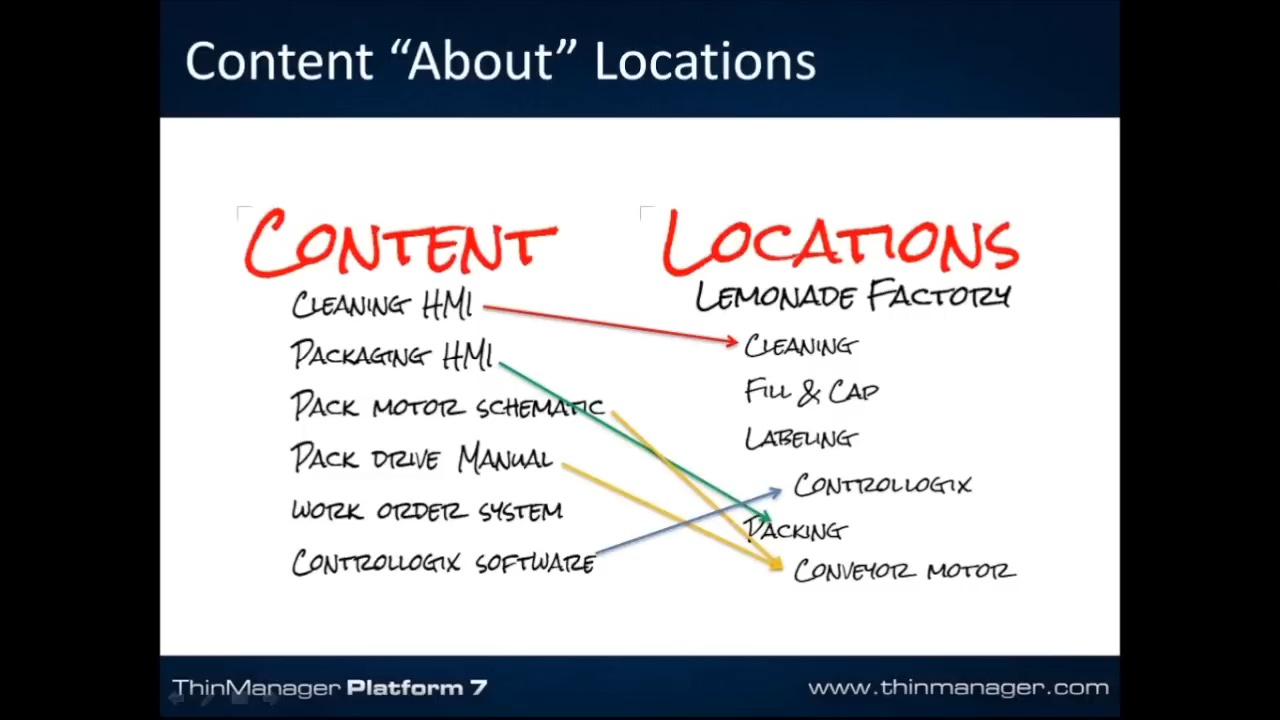 Content “About” Locations
Content
Cleaning HMI
Packaging HMI
Pack motor schematic
Pack drive Manual
work order system
Controllogix software
Locations
Lemonade Factory
Cleaning
Fill & Cap
Labeling
Controllogix
Packing
Conveyor motor
ThinManager Platform 7
www.thinmanager.com